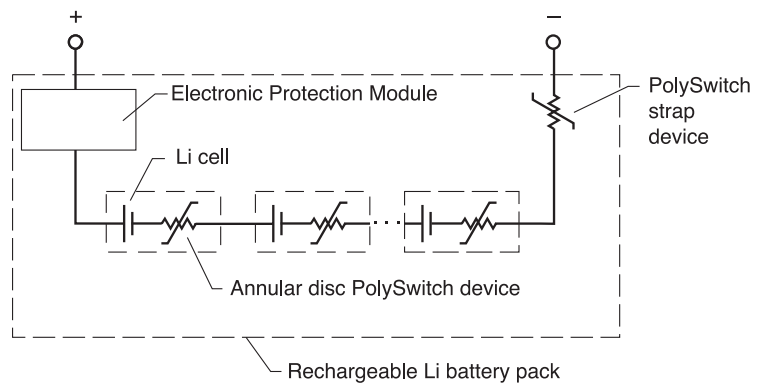 +
−
Electronic Protection Module
PolySwitch
strap
device
Li cell
Annular disc PolySwitch device
Rechargeable Li battery pack